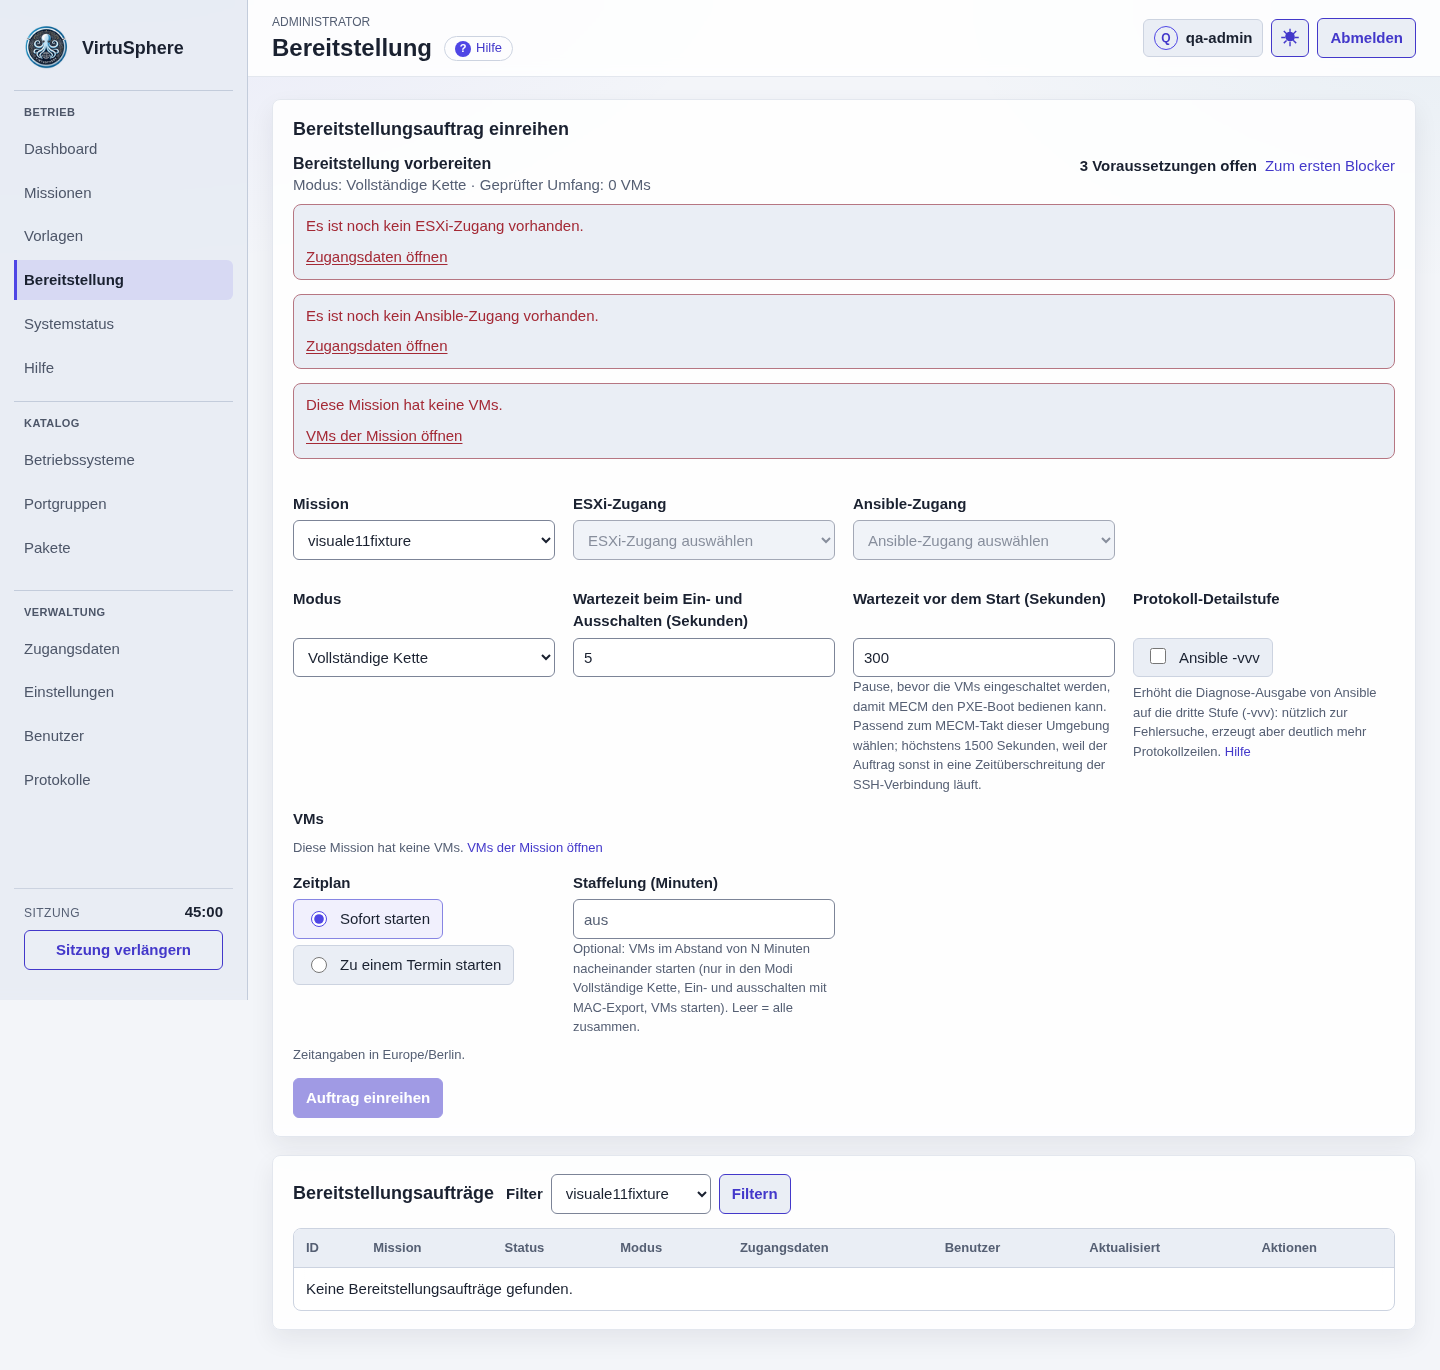 VirtuSphere
BETRIEB
Dashboard
Missionen
Vorlagen
Bereitstellung
Systemstatus
Hilfe
KATALOG
Betriebssysteme
Portgruppen
Pakete
VERWALTUNG
Zugangsdaten
Einstellungen
Benutzer
Protokolle
SITZUNG 45:00
Sitzung verlängern
ADMINISTRATOR
Bereitstellung ? Hilfe
Q qa-admin
Abmelden
Bereitstellungsauftrag einreihen
Bereitstellung vorbereiten
Modus: Vollständige Kette · Geprüfter Umfang: 0 VMs
3 Voraussetzungen offen Zum ersten Blocker
Es ist noch kein ESXi-Zugang vorhanden.
Zugangsdaten öffnen
Es ist noch kein Ansible-Zugang vorhanden.
Zugangsdaten öffnen
Diese Mission hat keine VMs.
VMs der Mission öffnen
Mission
visuale11fixture
ESXi-Zugang
ESXi-Zugang auswählen
Ansible-Zugang
Ansible-Zugang auswählen
Modus
Vollständige Kette
Wartezeit beim Ein- und
Ausschalten (Sekunden)
5
Wartezeit vor dem Start (Sekunden)
300
Pause, bevor die VMs eingeschaltet werden,
damit MECM den PXE-Boot bedienen kann.
Passend zum MECM-Takt dieser Umgebung
wählen; höchstens 1500 Sekunden, weil der
Auftrag sonst in eine Zeitüberschreitung der
SSH-Verbindung läuft.
Protokoll-Detailstufe
Ansible -vvv
Erhöht die Diagnose-Ausgabe von Ansible
auf die dritte Stufe (-vvv): nützlich zur
Fehlersuche, erzeugt aber deutlich mehr
Protokollzeilen. Hilfe
VMs
Diese Mission hat keine VMs. VMs der Mission öffnen
Zeitplan
Sofort starten
Zu einem Termin starten
Staffelung (Minuten)
aus
Optional: VMs im Abstand von N Minuten
nacheinander starten (nur in den Modi
Vollständige Kette, Ein- und ausschalten mit
MAC-Export, VMs starten). Leer = alle
zusammen.
Zeitangaben in Europe/Berlin.
Auftrag einreihen
Bereitstellungsaufträge Filter visuale11fixture Filtern
ID Mission Status Modus Zugangsdaten Benutzer Aktualisiert Aktionen
Keine Bereitstellungsaufträge gefunden.